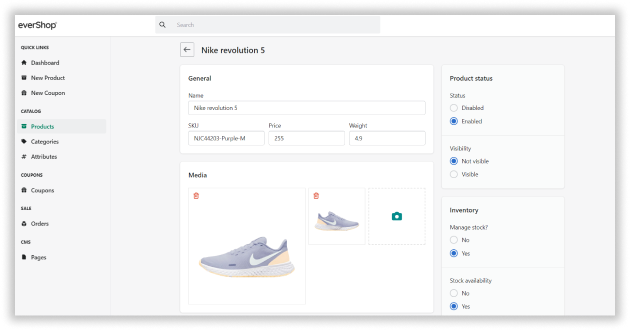 everShop
Search
QUICK LINKS
Dashboard
New Product
New Coupon
CATALOG
Products
Categories
Attributes
COUPONS
Coupons
SALE
Orders
CMS
Pages
Nike revolution 5
General
Name
Nike revolution 5
SKU
Price
Weight
NJC44203-Purple-M
255
4.9
Media
Product status
Status
Disabled
Enabled
Visibility
Not visible
Visible
Inventory
Manage stock?
No
Yes
Stock availability
No
Yes